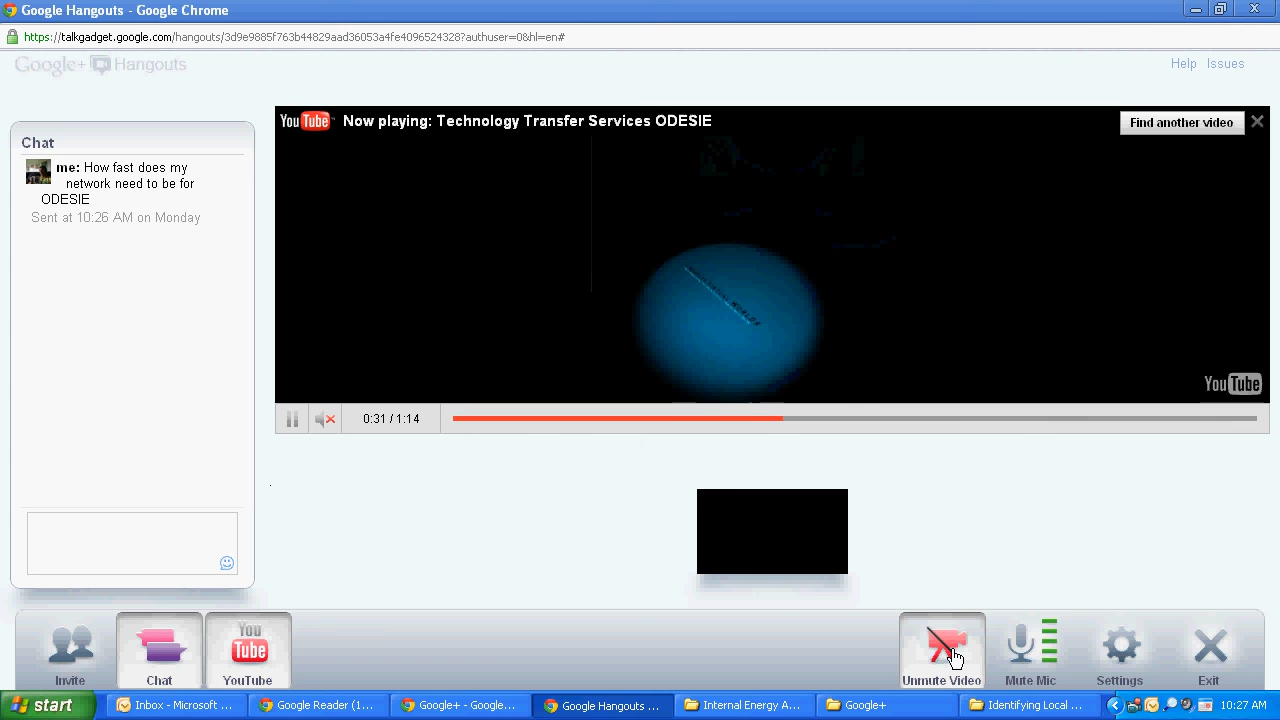 Google Hangouts - Google Chrome
https://talkgadget.google.com/hangouts/3d9e9885f763b44829aad36053a4fe4096524328?authuser=0&hl=en#
Google+ Hangouts
Help Issues
YouTube Now playing: Technology Transfer Services ODESIE
Find another video
Chat
me: How fast does my
network need to be for
ODESIE
Sent at 10:26 AM on Monday
YouTube
0:31 / 1:14
You
Tube
Invite
Chat
YouTube
Unmute Video
Mute Mic
Settings
Exit
start
Inbox - Microsoft ...
Google Reader (1...
Google+ - Google...
Google Hangouts ...
Internal Energy A...
Google+
Identifying Local ...
10:27 AM